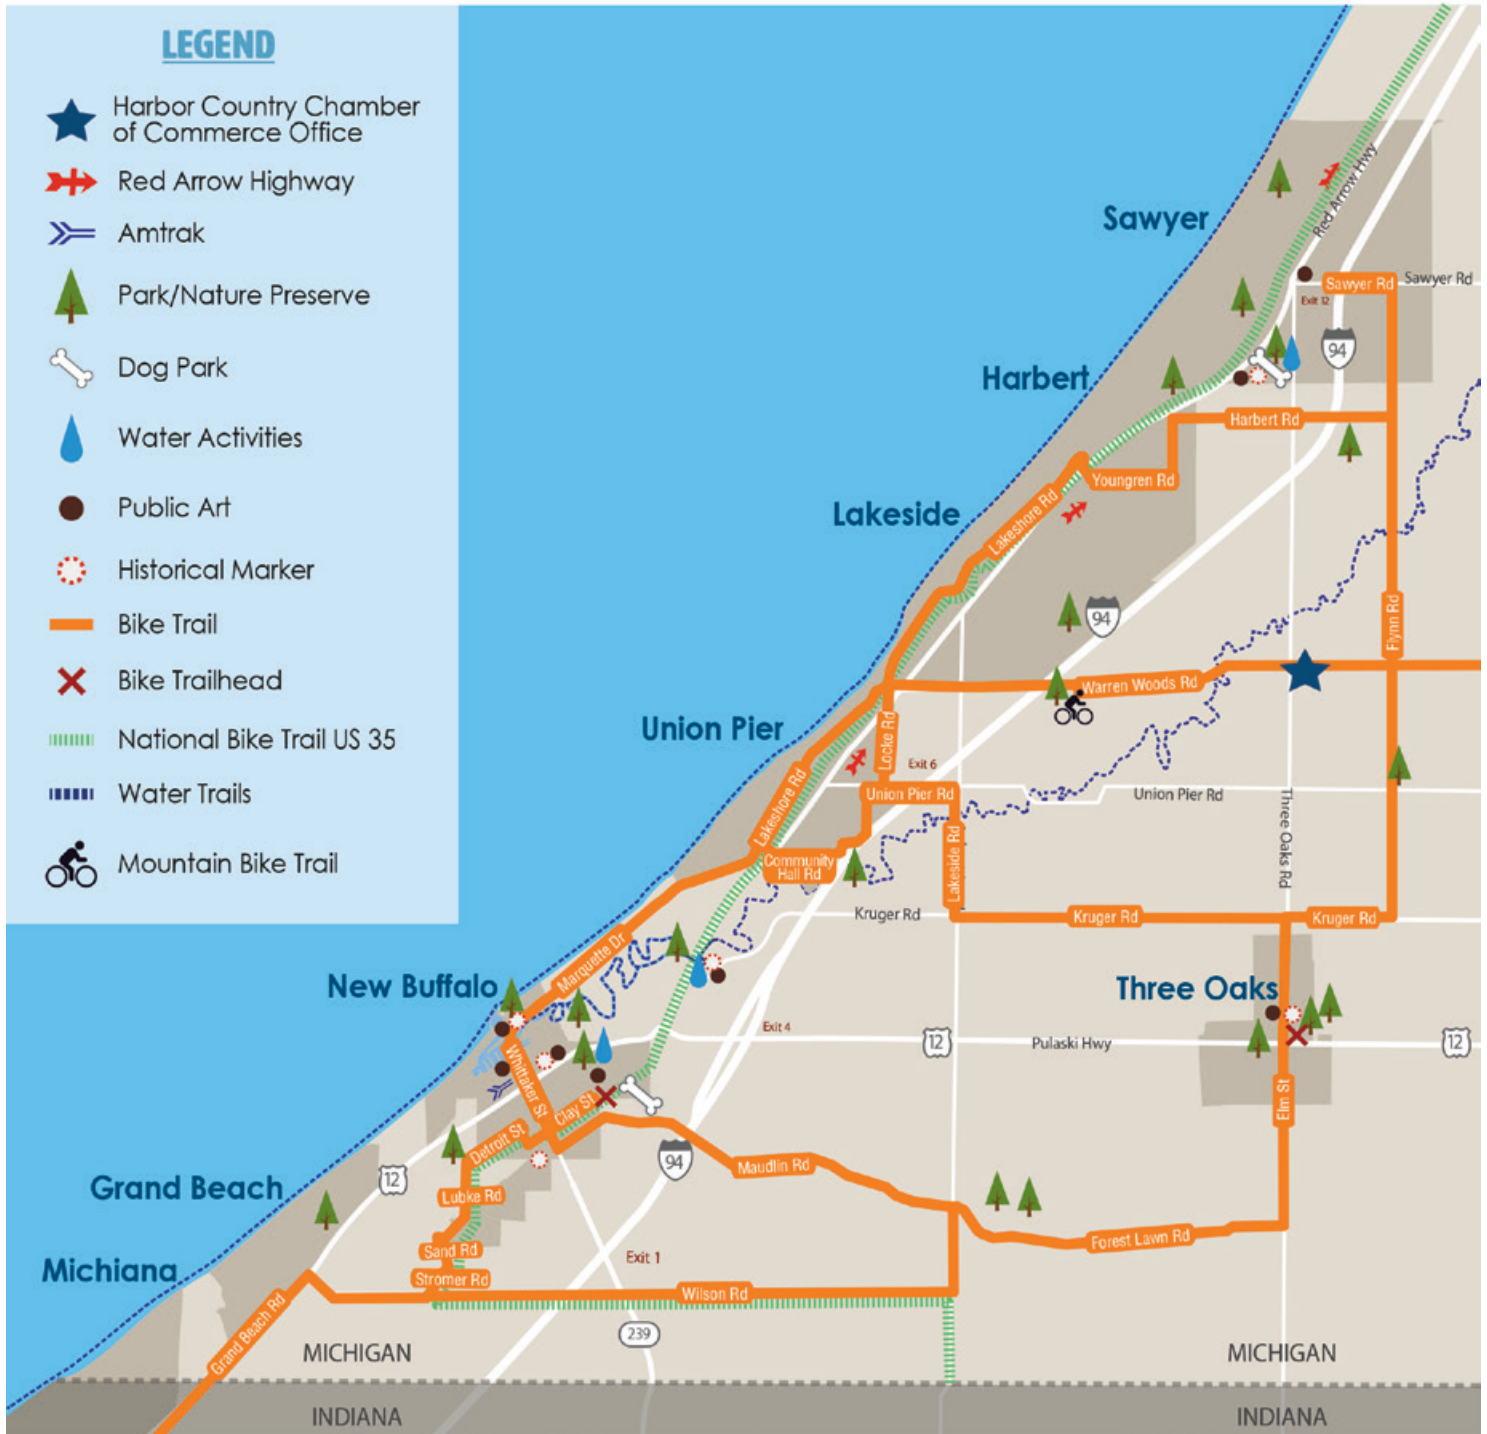 LEGEND
Harbor Country Chamber
of Commerce Office
Red Arrow Highway
Amtrak
Park/Nature Preserve
Dog Park
Water Activities
Public Art
Historical Marker
Bike Trail
Bike Trailhead
National Bike Trail US 35
Water Trails
Mountain Bike Trail
Red Arrow Hwy
Sawyer
Sawyer Rd
Sawyer Rd
Exit 12
94
Harbert
Harbert Rd
Youngren Rd
Lakeshore Rd
Lakeside
94
Flynn Rd
Warren Woods Rd
Union Pier
Locke Rd
Exit 6
Union Pier Rd
Union Pier Rd
Lakeshore Rd
Three Oaks Rd
Community
Hall Rd
Lakeside Rd
Kruger Rd
Kruger Rd
Kruger Rd
Marquette Dr
New Buffalo
Three Oaks
Exit 4
12
Pulaski Hwy
12
Whittaker St
Clay St
Elm St
Detroit St
94
Maudlin Rd
12
Grand Beach
Lubke Rd
Forest Lawn Rd
Sand Rd
Exit 1
Michiana
Stromer Rd
Wilson Rd
Grand Beach Rd
239
MICHIGAN
MICHIGAN
INDIANA
INDIANA